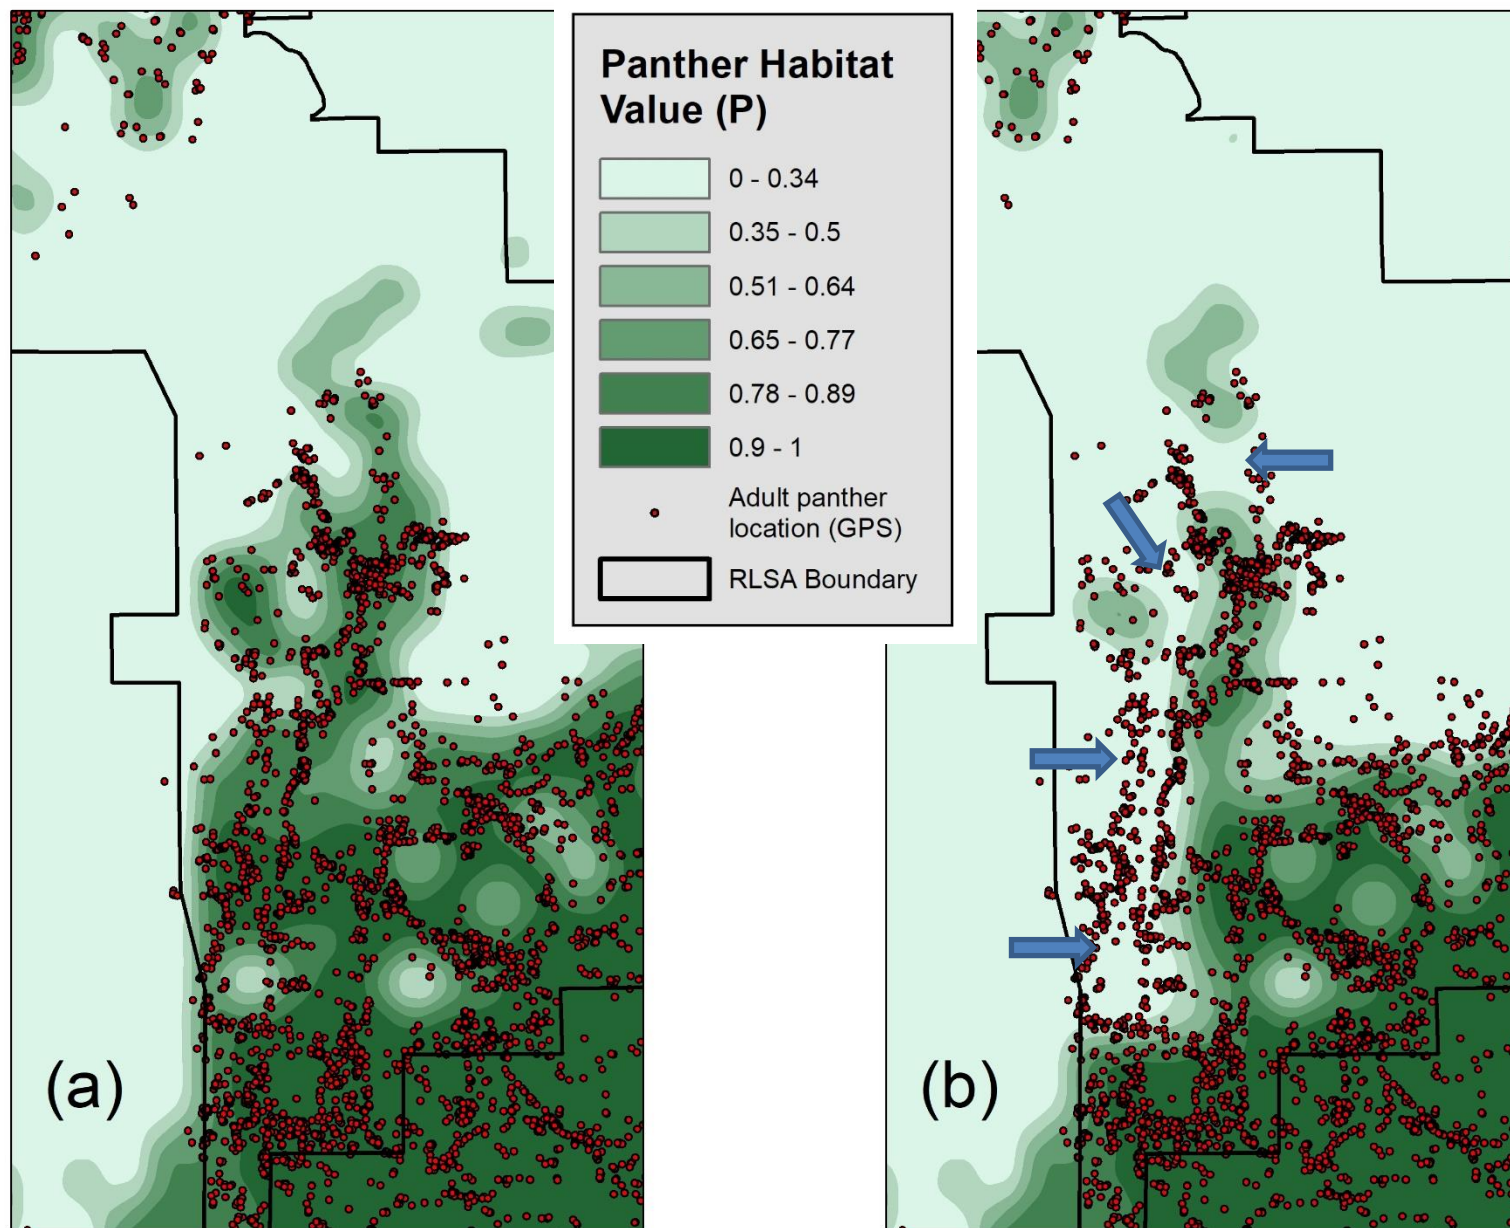 Panther Habitat
Value (P)
0 - 0.34
0.35 - 0.5
0.51 - 0.64
0.65 - 0.77
0.78 - 0.89
0.9 - 1
Adult panther
location (GPS)
RLSA Boundary
(a)
(b)